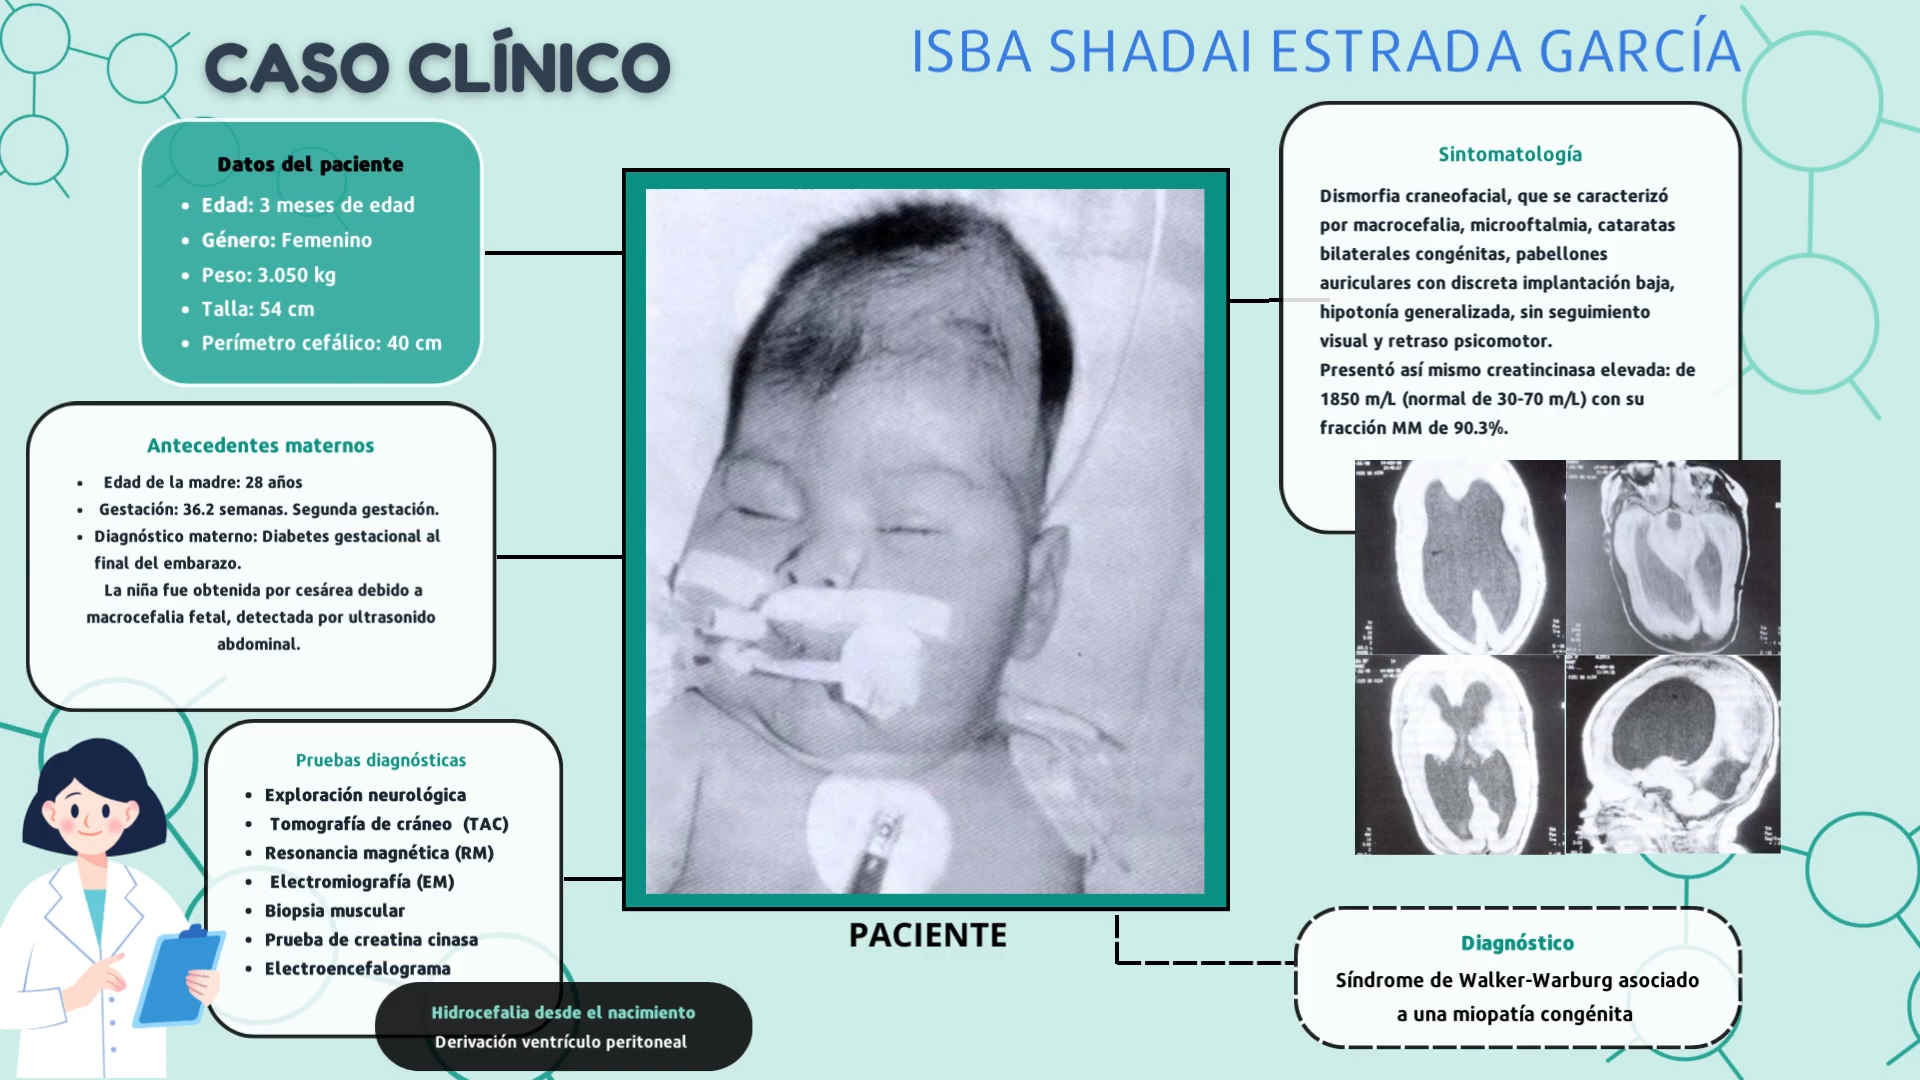 CASO CLÍNICO
ISBA SHADAI ESTRADA GARCÍA
Datos del paciente
• Edad: 3 meses de edad
• Género: Femenino
• Peso: 3.050 kg
• Talla: 54 cm
• Perímetro cefálico: 40 cm
Antecedentes maternos
• Edad de la madre: 28 años
• Gestación: 36.2 semanas. Segunda gestación.
• Diagnóstico materno: Diabetes gestacional al
final del embarazo.
La niña fue obtenida por cesárea debido a
macrocefalia fetal, detectada por ultrasonido
abdominal.
Pruebas diagnósticas
• Exploración neurológica
• Tomografía de cráneo (TAC)
• Resonancia magnética (RM)
• Electromiografía (EM)
• Biopsia muscular
• Prueba de creatina cinasa
• Electroencefalograma
Hidrocefalia desde el nacimiento
Derivación ventrículo peritoneal
PACIENTE
Sintomatología
Dismorfia craneofacial, que se caracterizó
por macrocefalia, microoftalmia, cataratas
bilaterales congénitas, pabellones
auriculares con discreta implantación baja,
hipotonía generalizada, sin seguimiento
visual y retraso psicomotor.
Presentó así mismo creatincinasa elevada: de
1850 m/L (normal de 30-70 m/L) con su
fracción MM de 90.3%.
Diagnóstico
Síndrome de Walker-Warburg asociado
a una miopatía congénita